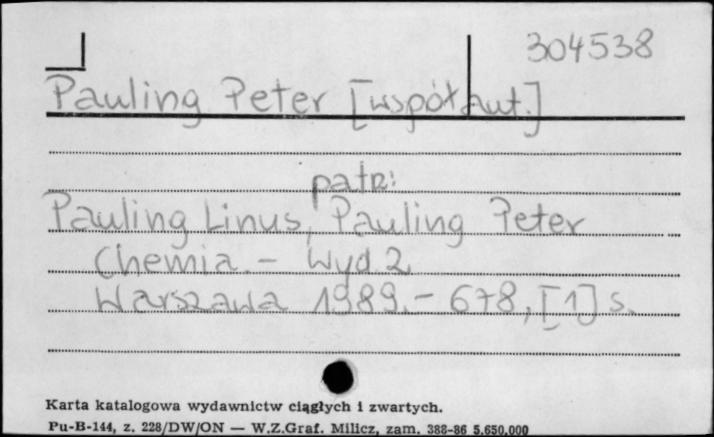 304538
Pauling Peter [współaut.]
patrz:
Pauling Linus, Pauling Peter
Chemia. - Wyd 2
Warszawa 1989. - 678, [1] s.
Karta katalogowa wydawnictw ciągłych i zwartych.
Pu-B-144, z. 228/DW/ON — W.Z.Graf. Milicz, zam. 388-86 5.650.000